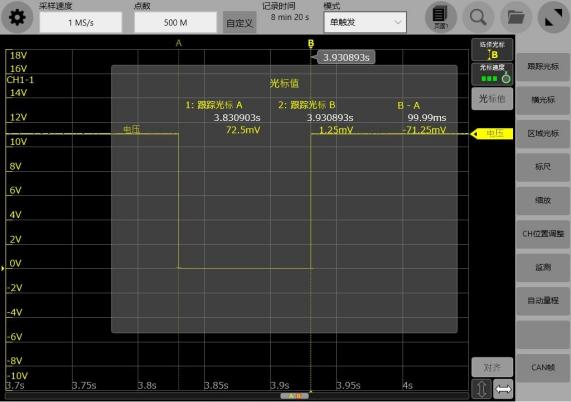 采样速度
点数
记录时间
模式
1 MS/s
500 M
自定义
8 min 20 s
单触发
页面1
A
B
3.930893s
选择光标
B
光标速度
光标值
18V
16V
CH1-1
14V
12V
10V
8V
6V
4V
2V
0V
-2V
-4V
-6V
-8V
-10V
电压
光标值
1: 跟踪光标 A
2: 跟踪光标 B
B - A
3.830903s
3.930893s
99.99ms
72.5mV
1.25mV
-71.25mV
电压
跟踪光标
横光标
区域光标
标尺
缩放
CH位置调整
监测
自动量程
CAN帧
对齐
3.7s
3.75s
3.8s
3.85s
3.9s
3.95s
4s
A B